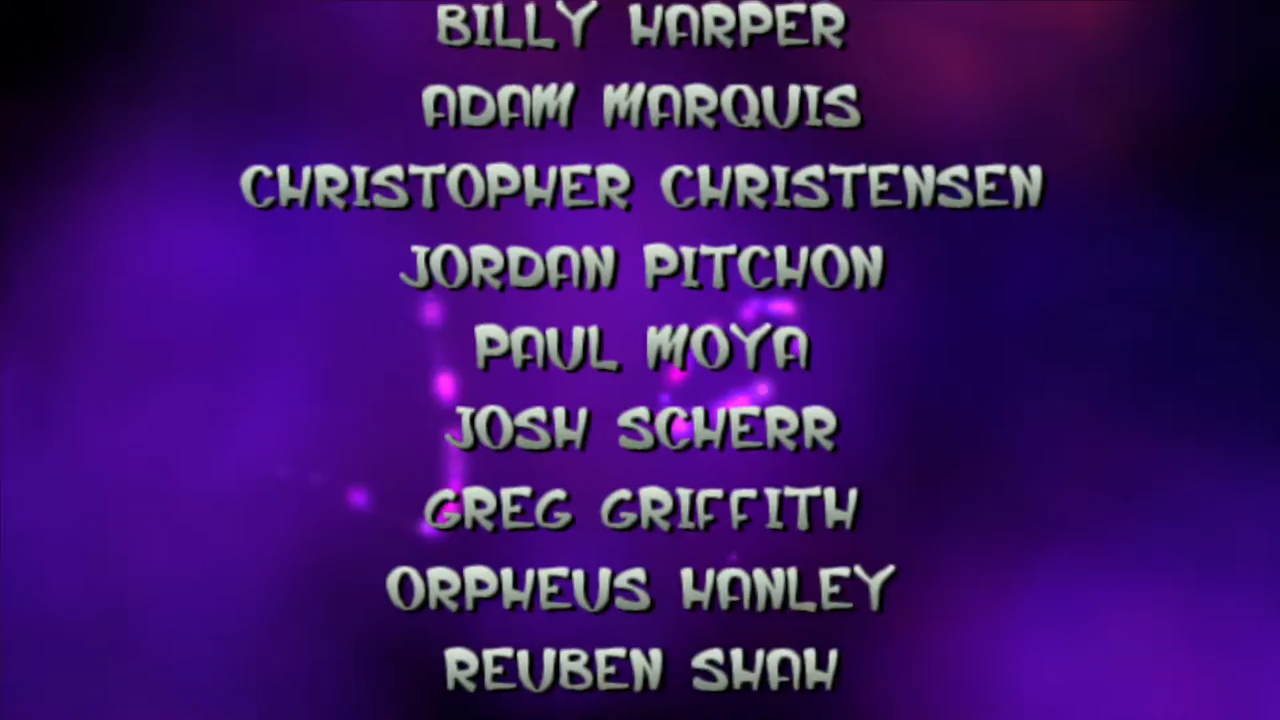 BILLY HARPER
ADAM MARQUIS
CHRISTOPHER CHRISTENSEN
JORDAN PITCHON
PAUL MOYA
JOSH SCHERR
GREG GRIFFITH
ORPHEUS HANLEY
REUBEN SHAH